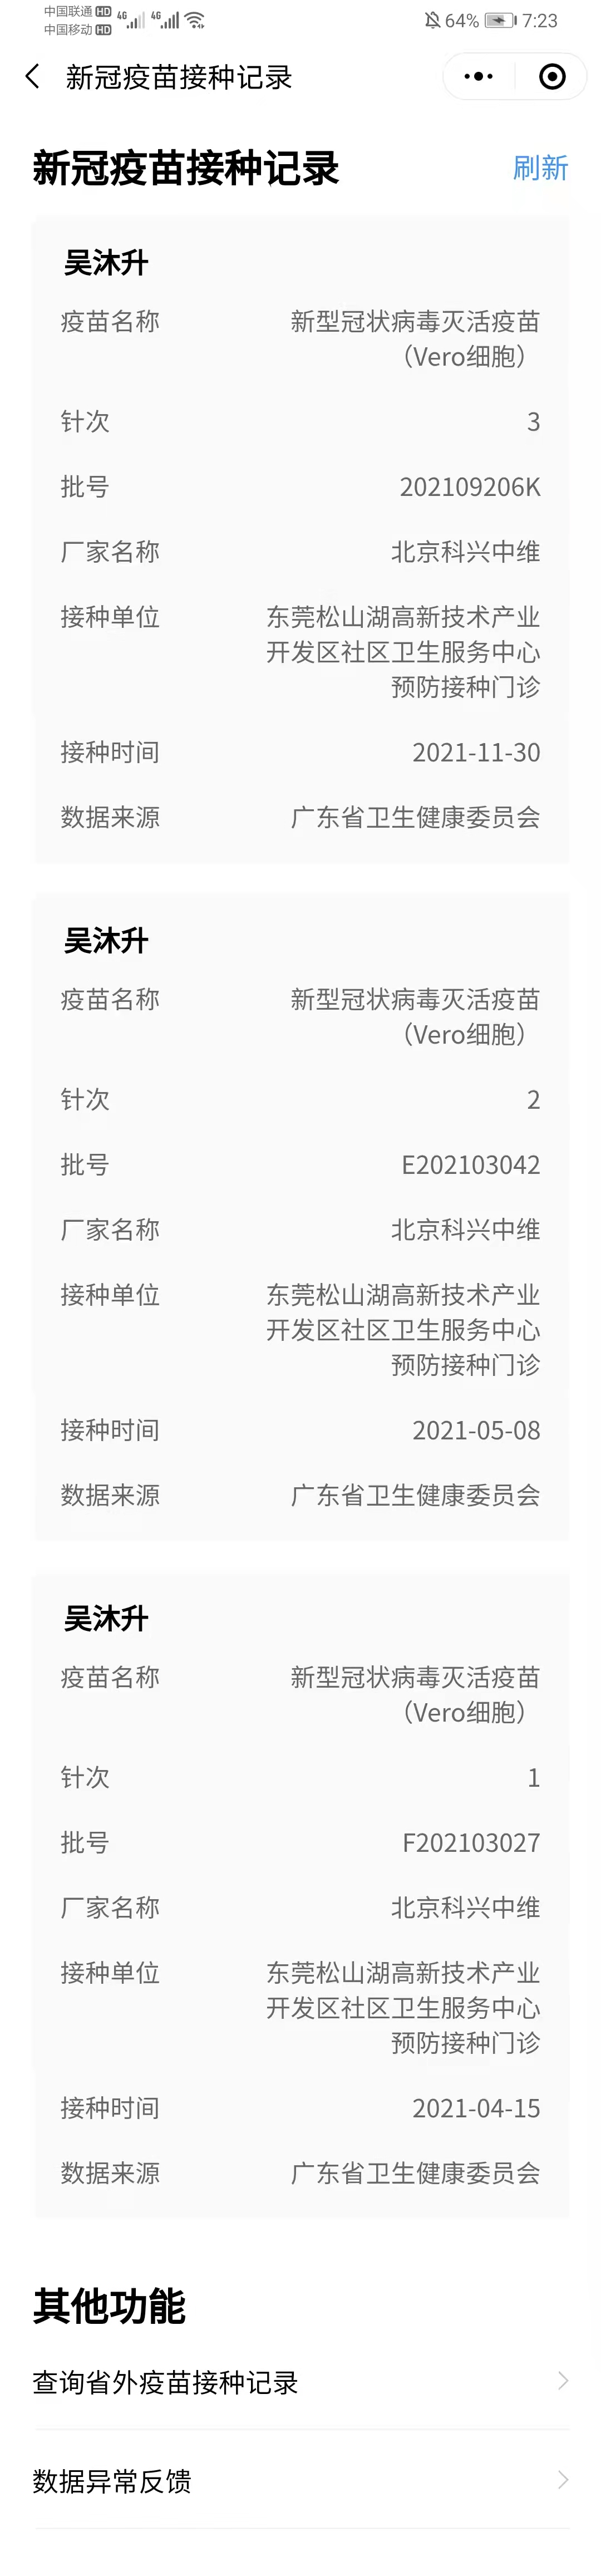 中国联通 HD 4G 4G 64% 7:23
中国移动 HD
新冠疫苗接种记录
新冠疫苗接种记录 刷新
吴沐升
疫苗名称 新型冠状病毒灭活疫苗
（Vero细胞）
针次 3
批号 202109206K
厂家名称 北京科兴中维
接种单位 东莞松山湖高新技术产业
开发区社区卫生服务中心
预防接种门诊
接种时间 2021-11-30
数据来源 广东省卫生健康委员会
吴沐升
疫苗名称 新型冠状病毒灭活疫苗
（Vero细胞）
针次 2
批号 E202103042
厂家名称 北京科兴中维
接种单位 东莞松山湖高新技术产业
开发区社区卫生服务中心
预防接种门诊
接种时间 2021-05-08
数据来源 广东省卫生健康委员会
吴沐升
疫苗名称 新型冠状病毒灭活疫苗
（Vero细胞）
针次 1
批号 F202103027
厂家名称 北京科兴中维
接种单位 东莞松山湖高新技术产业
开发区社区卫生服务中心
预防接种门诊
接种时间 2021-04-15
数据来源 广东省卫生健康委员会
其他功能
查询省外疫苗接种记录
数据异常反馈